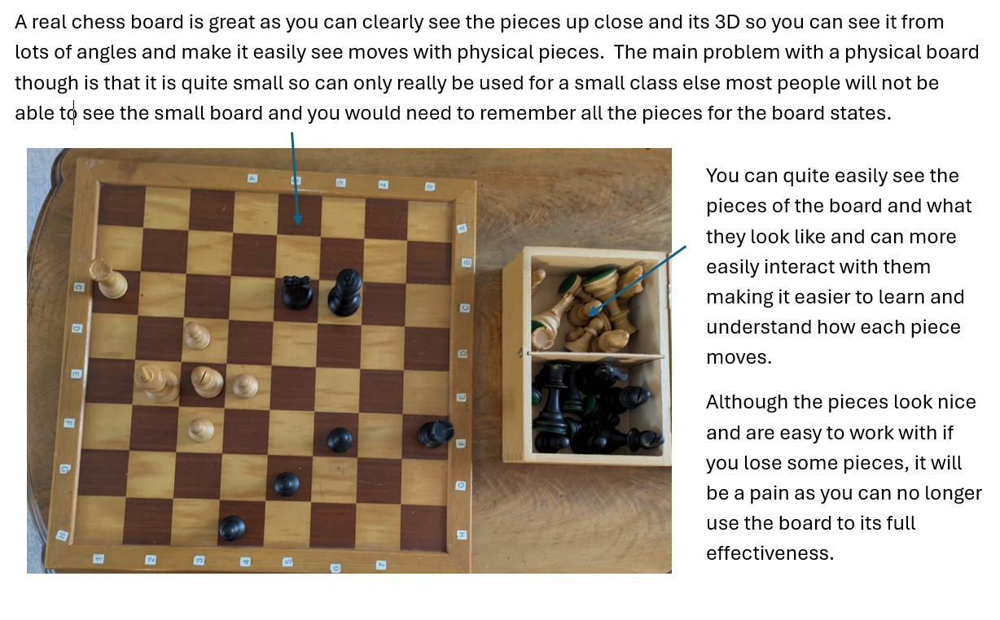 A real chess board is great as you can clearly see the pieces up close and its 3D so you can see it from
lots of angles and make it easily see moves with physical pieces.  The main problem with a physical board
though is that it is quite small so can only really be used for a small class else most people will not be
able to see the small board and you would need to remember all the pieces for the board states.
4 5 6 7 8
A
B
C
D
E
F
G
H
C
D
E
F
G
H
1 2 3 4 5 6 7
You can quite easily see the
pieces of the board and what
they look like and can more
easily interact with them
making it easier to learn and
understand how each piece
moves.
Although the pieces look nice
and are easy to work with if
you lose some pieces, it will
be a pain as you can no longer
use the board to its full
effectiveness.